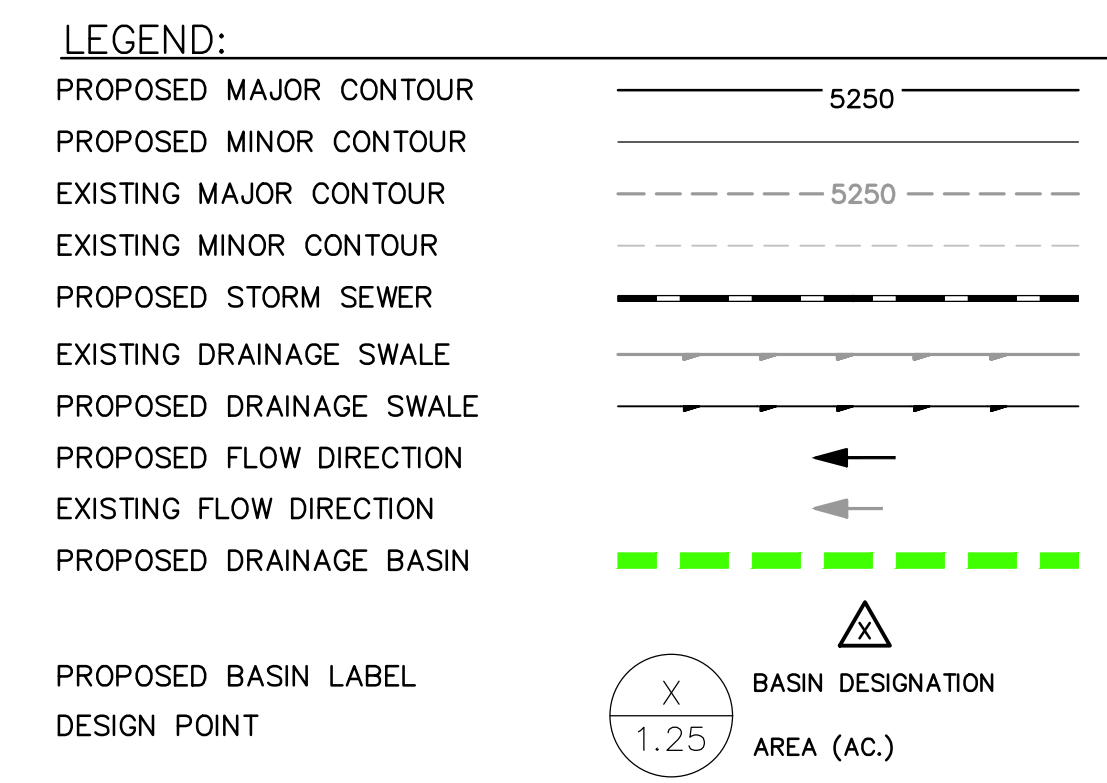 LEGEND:
PROPOSED MAJOR CONTOUR 5250
PROPOSED MINOR CONTOUR
EXISTING MAJOR CONTOUR 5250
EXISTING MINOR CONTOUR
PROPOSED STORM SEWER
EXISTING DRAINAGE SWALE
PROPOSED DRAINAGE SWALE
PROPOSED FLOW DIRECTION
EXISTING FLOW DIRECTION
PROPOSED DRAINAGE BASIN
X
PROPOSED BASIN LABEL X BASIN DESIGNATION
DESIGN POINT 1.25 AREA (AC.)